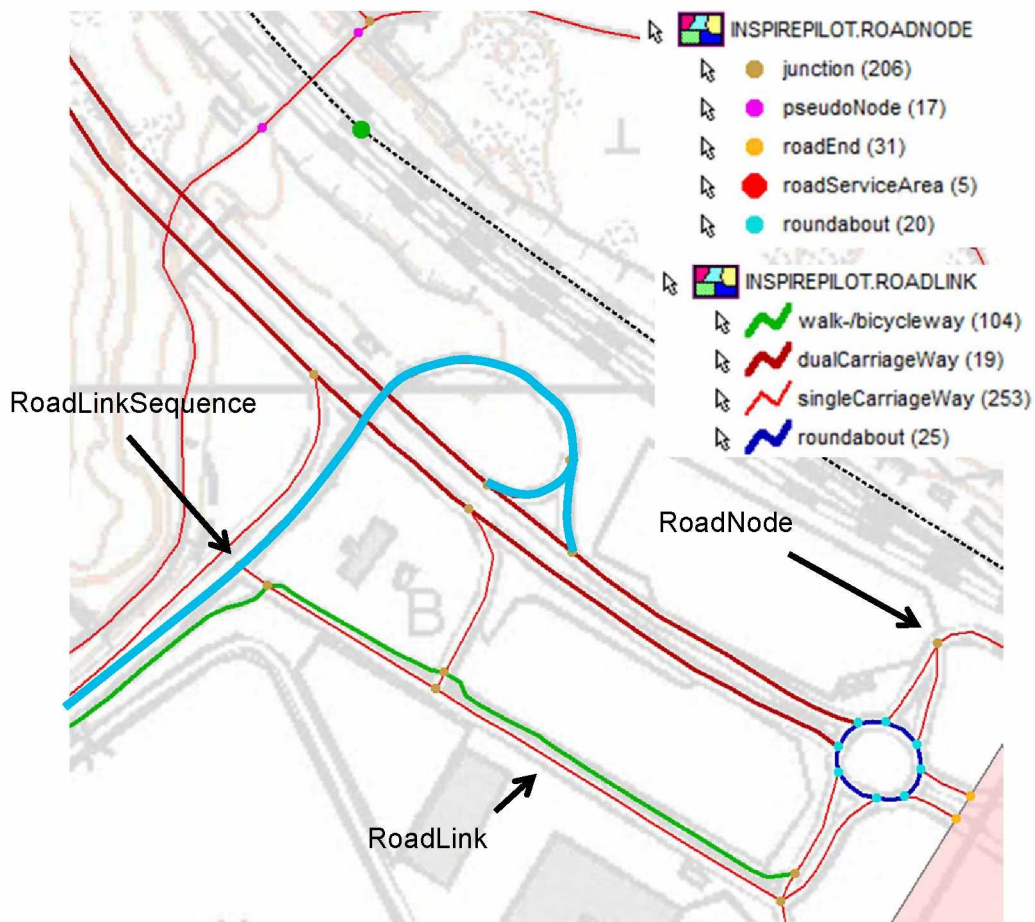 INSPIREPILOT.ROADNODE
junction (206)
pseudoNode (17)
roadEnd (31)
roadServiceArea (5)
roundabout (20)
INSPIREPILOT.ROADLINK
walk-/bicycleway (104)
dualCarriageWay (19)
singleCarriageWay (253)
roundabout (25)
RoadLinkSequence
RoadNode
B
RoadLink